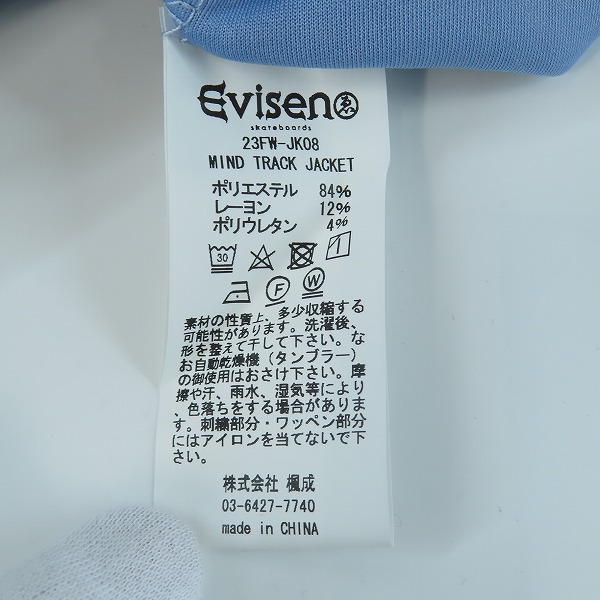 Evisen ゑ
skateboards
23FW-JK08
MIND TRACK JACKET
ポリエステル 84%
レーヨン 12%
ポリウレタン 4%
30
F W
素材の性質上、多少収縮する
可能性があります。洗濯後、
形を整えて干して下さい。な
お自動乾燥機（タンブラー）
の御使用はおさけ下さい。摩
擦や汗、雨水、湿気等により
、色落ちをする場合がありま
す。刺繍部分・ワッペン部分
にはアイロンを当てないで下
さい。
株式会社 楓成
03-6427-7740
made in CHINA